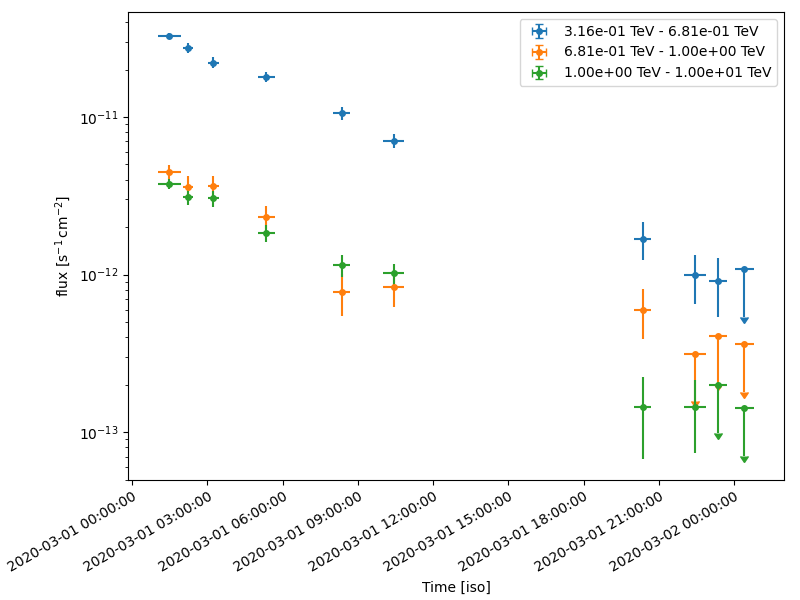 3.16e-01 TeV - 6.81e-01 TeV
6.81e-01 TeV - 1.00e+00 TeV
1.00e+00 TeV - 1.00e+01 TeV
10⁻¹¹
10⁻¹²
10⁻¹³
flux [s⁻¹ cm⁻²]
2020-03-01 00:00:00
2020-03-01 03:00:00
2020-03-01 06:00:00
2020-03-01 09:00:00
2020-03-01 12:00:00
2020-03-01 15:00:00
2020-03-01 18:00:00
2020-03-01 21:00:00
2020-03-02 00:00:00
Time [iso]